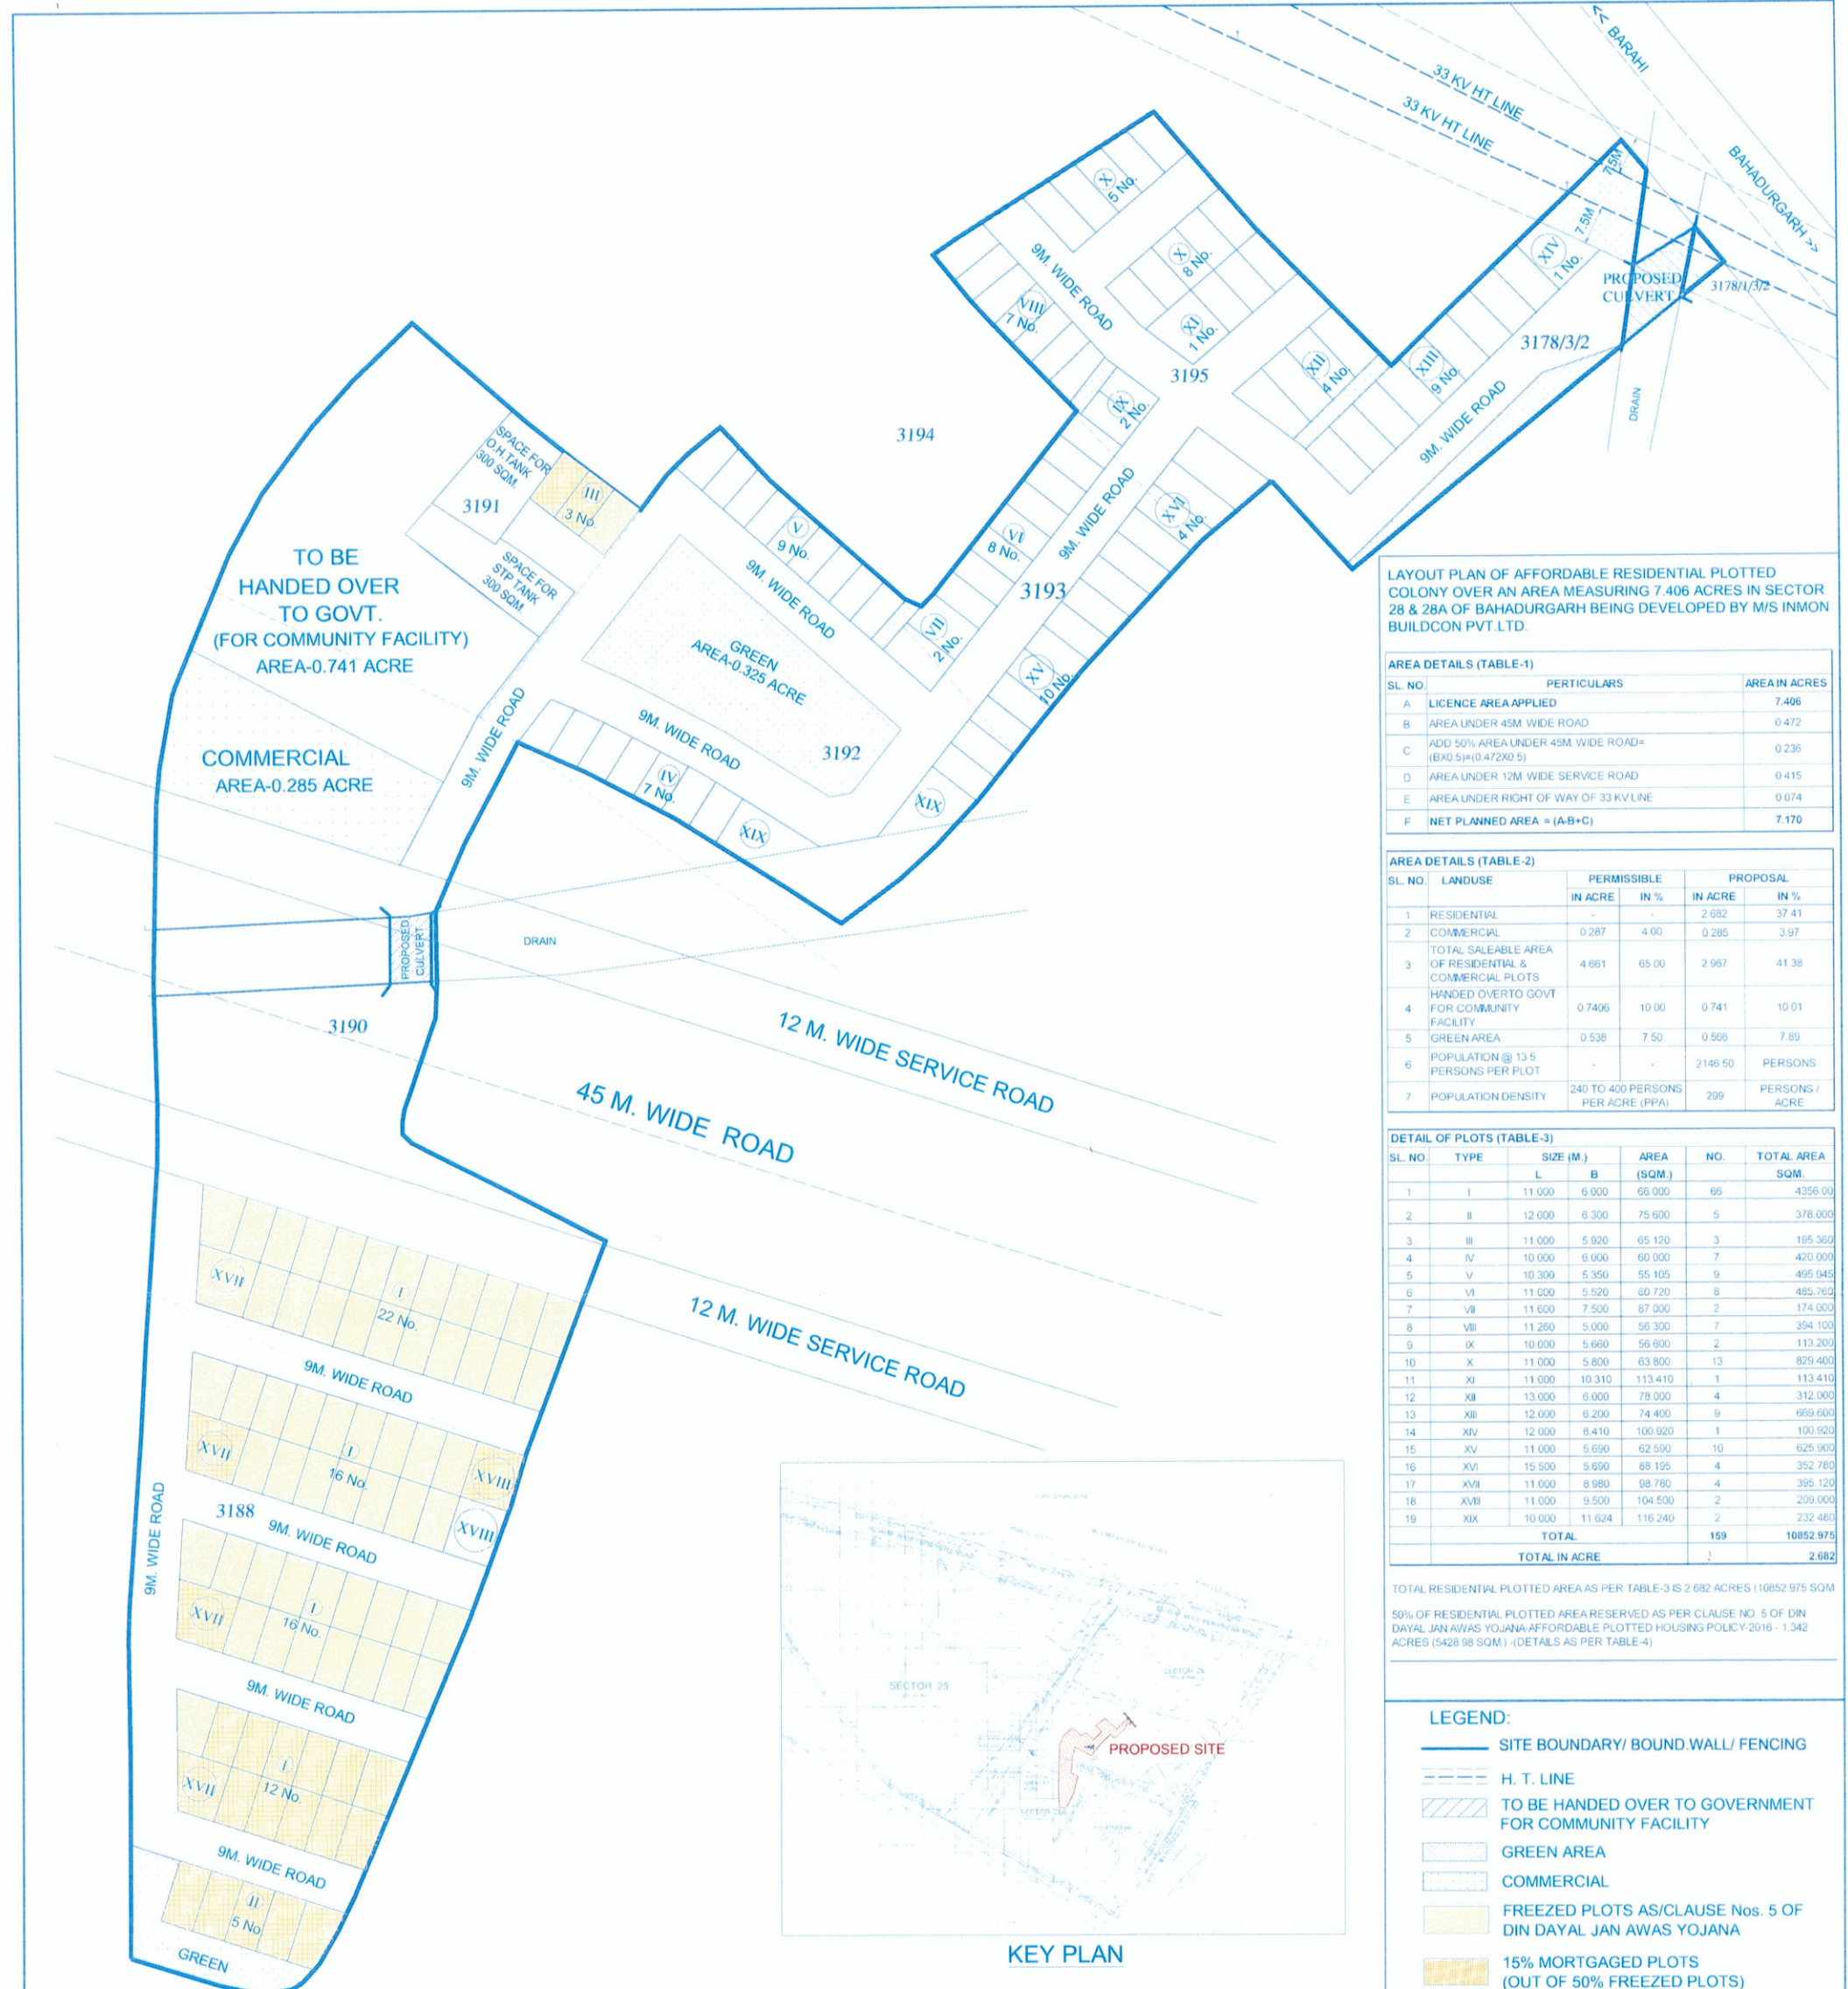 << BARAHI
33 KV HT LINE
33 KV HT LINE
BAHADURGARH >>
7.5M
7.5M
X
5 No.
X
8 No.
XI
1 No.
9M. WIDE ROAD
VIII
7 No.
XIV
1 No.
PROPOSED
CULVERT
3178/1/3/2
3178/3/2
DRAIN
XII
4 No.
XIII
9 No.
9M. WIDE ROAD
3195
IX
2 No.
3194
9M. WIDE ROAD
XVI
4 No.
VI
8 No.
3193
VII
2 No.
XV
10 No.
V
9 No.
9M. WIDE ROAD
SPACE FOR
O.H.TANK
300 SQM.
III
3 No.
3191
SPACE FOR
STP TANK
300 SQM.
TO BE
HANDED OVER
TO GOVT.
(FOR COMMUNITY FACILITY)
AREA-0.741 ACRE
GREEN
AREA-0.325 ACRE
9M. WIDE ROAD
3192
IV
7 No.
XIX
XIX
9M. WIDE ROAD
COMMERCIAL
AREA-0.285 ACRE
PROPOSED
CULVERT
DRAIN
3190
12 M. WIDE SERVICE ROAD
45 M. WIDE ROAD
12 M. WIDE SERVICE ROAD
XVII
I
22 No.
9M. WIDE ROAD
XVII
I
16 No.
XVIII
XVIII
3188
9M. WIDE ROAD
9M. WIDE ROAD
XVII
I
16 No.
9M. WIDE ROAD
XVII
I
12 No.
9M. WIDE ROAD
II
5 No.
GREEN
SECTOR 29
PROPOSED SITE
KEY PLAN
LAYOUT PLAN OF AFFORDABLE RESIDENTIAL PLOTTED
COLONY OVER AN AREA MEASURING 7.406 ACRES IN SECTOR
28 & 28A OF BAHADURGARH BEING DEVELOPED BY M/S INMON
BUILDCON PVT.LTD.
AREA DETAILS (TABLE-1)
SL. NO. PERTICULARS AREA IN ACRES
A LICENCE AREA APPLIED 7.406
B AREA UNDER 45M. WIDE ROAD 0.472
C ADD 50% AREA UNDER 45M. WIDE ROAD= (BX0.5)=(0.472X0.5) 0.236
D AREA UNDER 12M WIDE SERVICE ROAD 0.415
E AREA UNDER RIGHT OF WAY OF 33 KV LINE 0.074
F NET PLANNED AREA = (A-B+C) 7.170
AREA DETAILS (TABLE-2)
SL. NO. LANDUSE PERMISSIBLE PROPOSAL
IN ACRE IN % IN ACRE IN %
1 RESIDENTIAL - - 2.682 37.41
2 COMMERCIAL 0.287 4.00 0.285 3.97
3 TOTAL SALEABLE AREA OF RESIDENTIAL & COMMERCIAL PLOTS 4.661 65.00 2.967 41.38
4 HANDED OVERTO GOVT FOR COMMUNITY FACILITY 0.7406 10.00 0.741 10.01
5 GREEN AREA 0.538 7.50 0.566 7.89
6 POPULATION @ 13.5 PERSONS PER PLOT - - 2146.50 PERSONS
7 POPULATION DENSITY 240 TO 400 PERSONS PER ACRE (PPA) 299 PERSONS / ACRE
DETAIL OF PLOTS (TABLE-3)
SL. NO. TYPE SIZE (M.) AREA NO. TOTAL AREA
L B (SQM.) SQM.
1 I 11.000 6.000 66.000 66 4356.00
2 II 12.000 6.300 75.600 5 378.000
3 III 11.000 5.920 65.120 3 195.360
4 IV 10.000 6.000 60.000 7 420.000
5 V 10.300 5.350 55.105 9 495.945
6 VI 11.000 5.520 60.720 8 485.760
7 VII 11.600 7.500 87.000 2 174.000
8 VIII 11.260 5.000 56.300 7 394.100
9 IX 10.000 5.660 56.600 2 113.200
10 X 11.000 5.800 63.800 13 829.400
11 XI 11.000 10.310 113.410 1 113.410
12 XII 13.000 6.000 78.000 4 312.000
13 XIII 12.000 6.200 74.400 9 669.600
14 XIV 12.000 8.410 100.920 1 100.920
15 XV 11.000 5.690 62.590 10 625.900
16 XVI 15.500 5.690 88.195 4 352.780
17 XVII 11.000 8.980 98.780 4 395.120
18 XVIII 11.000 9.500 104.500 2 209.000
19 XIX 10.000 11.624 116.240 2 232.460
TOTAL 159 10852.975
TOTAL IN ACRE 2.682
TOTAL RESIDENTIAL PLOTTED AREA AS PER TABLE-3 IS 2.682 ACRES (10852.975 SQM
50% OF RESIDENTIAL PLOTTED AREA RESERVED AS PER CLAUSE NO. 5 OF DIN
DAYAL JAN AWAS YOJANA-AFFORDABLE PLOTTED HOUSING POLICY-2016 - 1.342
ACRES (5428.98 SQM.) -(DETAILS AS PER TABLE-4)
LEGEND:
SITE BOUNDARY/ BOUND.WALL/ FENCING
H. T. LINE
TO BE HANDED OVER TO GOVERNMENT
FOR COMMUNITY FACILITY
GREEN AREA
COMMERCIAL
FREEZED PLOTS AS/CLAUSE Nos. 5 OF
DIN DAYAL JAN AWAS YOJANA
15% MORTGAGED PLOTS
(OUT OF 50% FREEZED PLOTS)